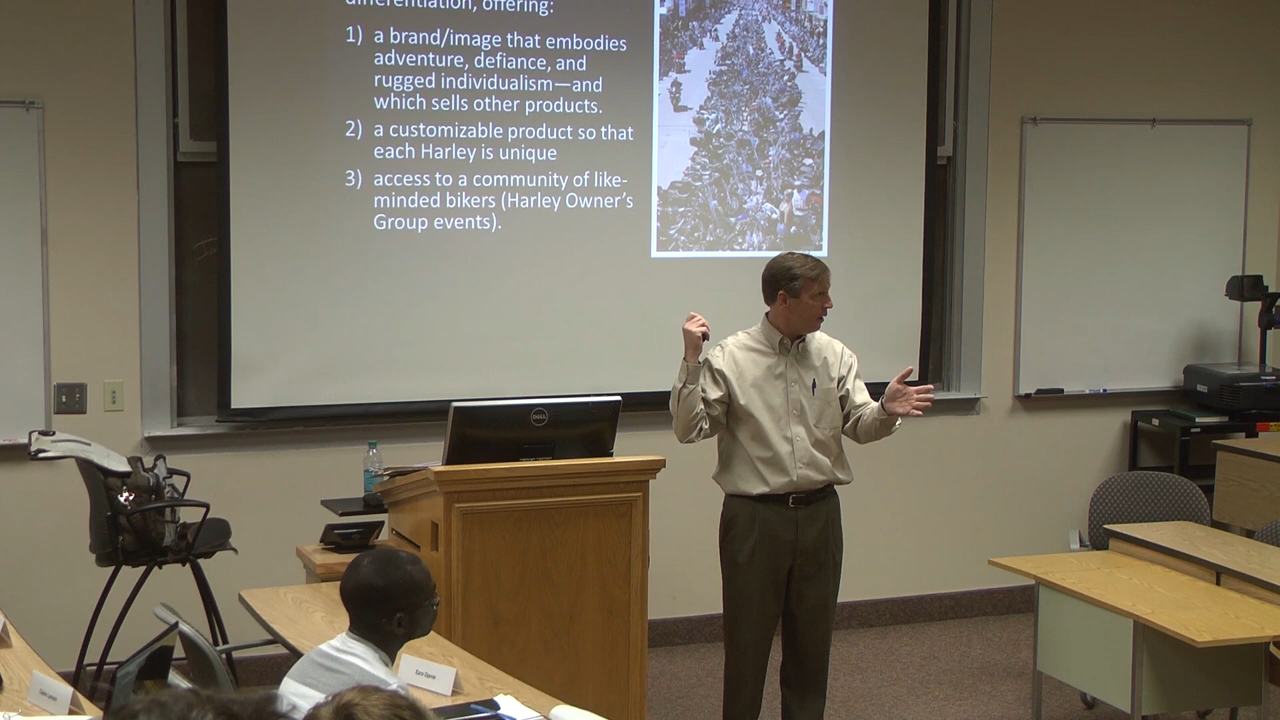 differentiation, offering:
1) a brand/image that embodies
adventure, defiance, and
rugged individualism—and
which sells other products.
2) a customizable product so that
each Harley is unique
3) access to a community of like-
minded bikers (Harley Owner's
Group events).
DELL